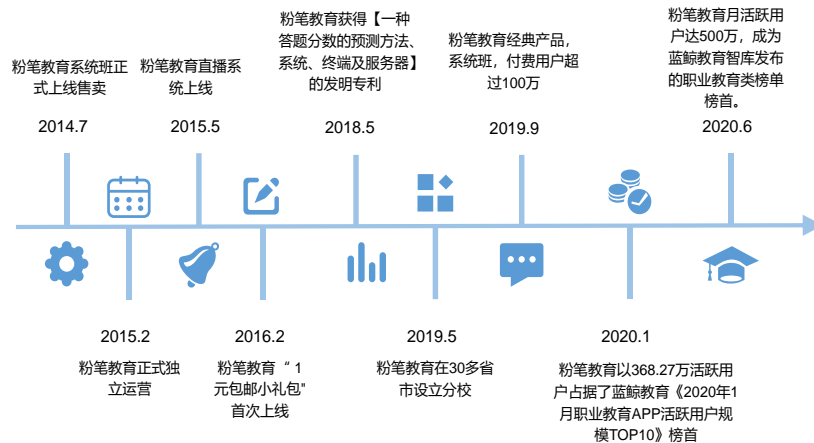 粉笔教育系统班正
式上线售卖
2014.7
粉笔教育直播系
统上线
2015.5
粉笔教育获得【一种
答题分数的预测方法、
系统、终端及服务器】
的发明专利
2018.5
粉笔教育经典产品，
系统班，付费用户超
过100万
2019.9
粉笔教育月活跃用
户达500万，成为
蓝鲸教育智库发布
的职业教育类榜单
榜首。
2020.6
2015.2
粉笔教育正式独
立运营
2016.2
粉笔教育“ 1
元包邮小礼包"
首次上线
2019.5
粉笔教育在30多省
市设立分校
2020.1
粉笔教育以368.27万活跃用
户占据了蓝鲸教育《2020年1
月职业教育APP活跃用户规
模TOP10》榜首